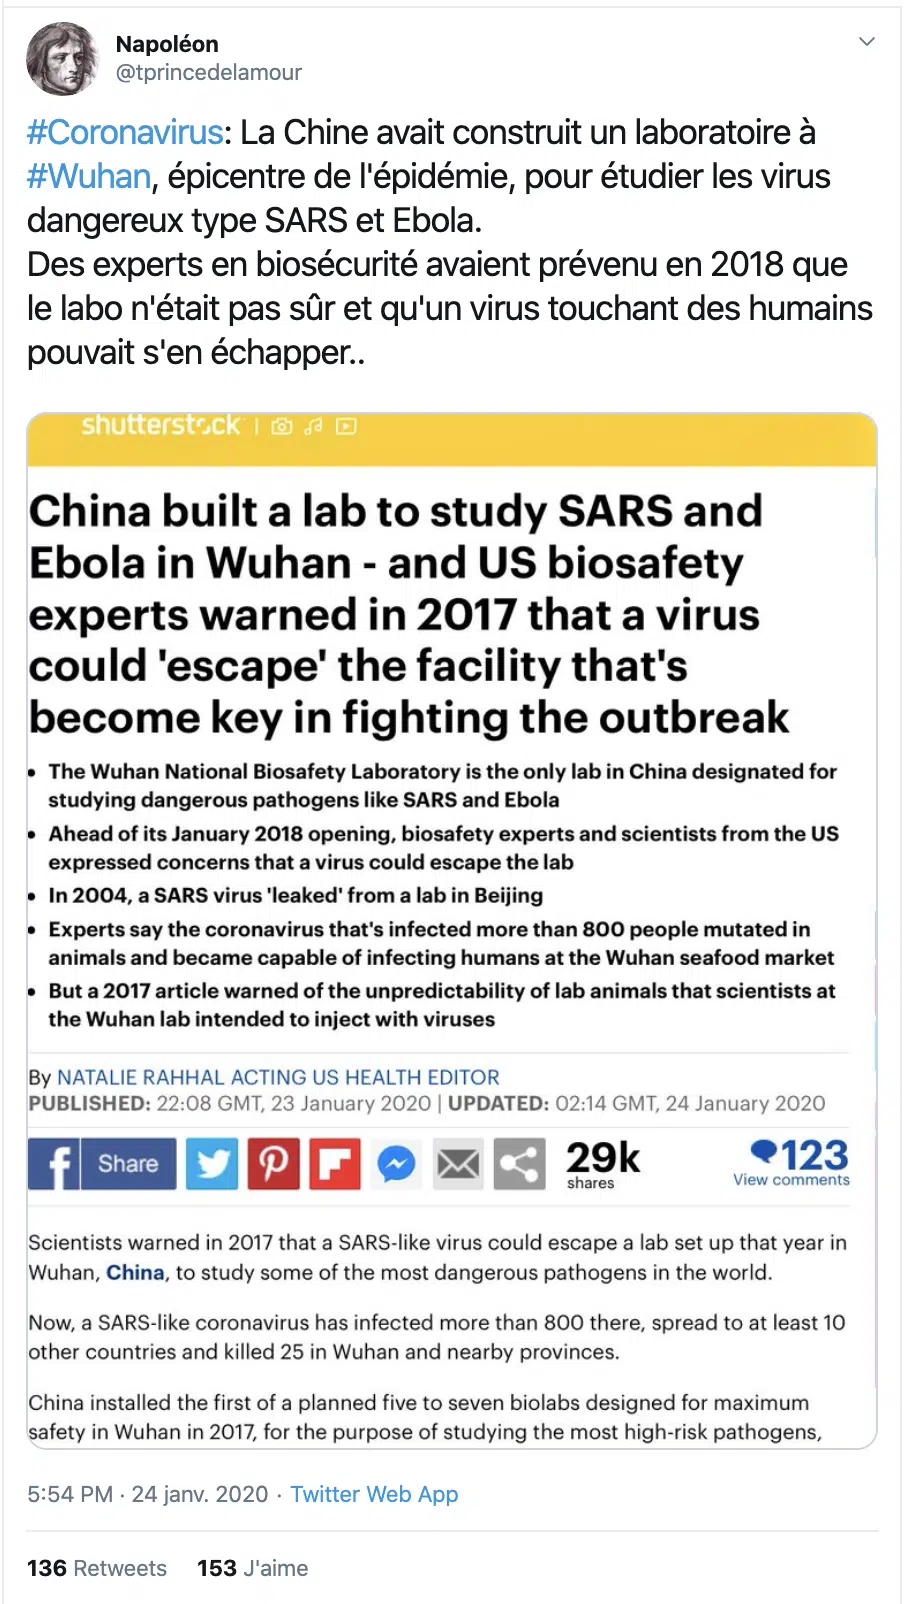 Napoléon
@tprincedelamour
#Coronavirus: La Chine avait construit un laboratoire à
#Wuhan, épicentre de l'épidémie, pour étudier les virus
dangereux type SARS et Ebola.
Des experts en biosécurité avaient prévenu en 2018 que
le labo n'était pas sûr et qu'un virus touchant des humains
pouvait s'en échapper..
shutterstock
China built a lab to study SARS and
Ebola in Wuhan - and US biosafety
experts warned in 2017 that a virus
could 'escape' the facility that's
become key in fighting the outbreak
• The Wuhan National Biosafety Laboratory is the only lab in China designated for
studying dangerous pathogens like SARS and Ebola
• Ahead of its January 2018 opening, biosafety experts and scientists from the US
expressed concerns that a virus could escape the lab
• In 2004, a SARS virus 'leaked' from a lab in Beijing
• Experts say the coronavirus that's infected more than 800 people mutated in
animals and became capable of infecting humans at the Wuhan seafood market
• But a 2017 article warned of the unpredictability of lab animals that scientists at
the Wuhan lab intended to inject with viruses
By NATALIE RAHHAL ACTING US HEALTH EDITOR
PUBLISHED: 22:08 GMT, 23 January 2020 | UPDATED: 02:14 GMT, 24 January 2020
Share
29k
shares
123
View comments
Scientists warned in 2017 that a SARS-like virus could escape a lab set up that year in
Wuhan, China, to study some of the most dangerous pathogens in the world.
Now, a SARS-like coronavirus has infected more than 800 there, spread to at least 10
other countries and killed 25 in Wuhan and nearby provinces.
China installed the first of a planned five to seven biolabs designed for maximum
safety in Wuhan in 2017, for the purpose of studying the most high-risk pathogens,
5:54 PM · 24 janv. 2020 · Twitter Web App
136 Retweets 153 J'aime